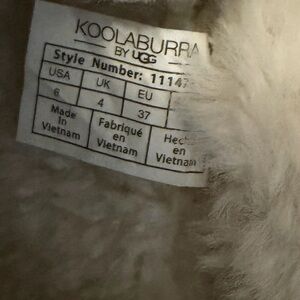 KOOLABURRA
BY UGG
Style Number: 1114
USA UK EU
6 4 37
Made in Vietnam Fabriqué en Vietnam Hecho en Vietnam